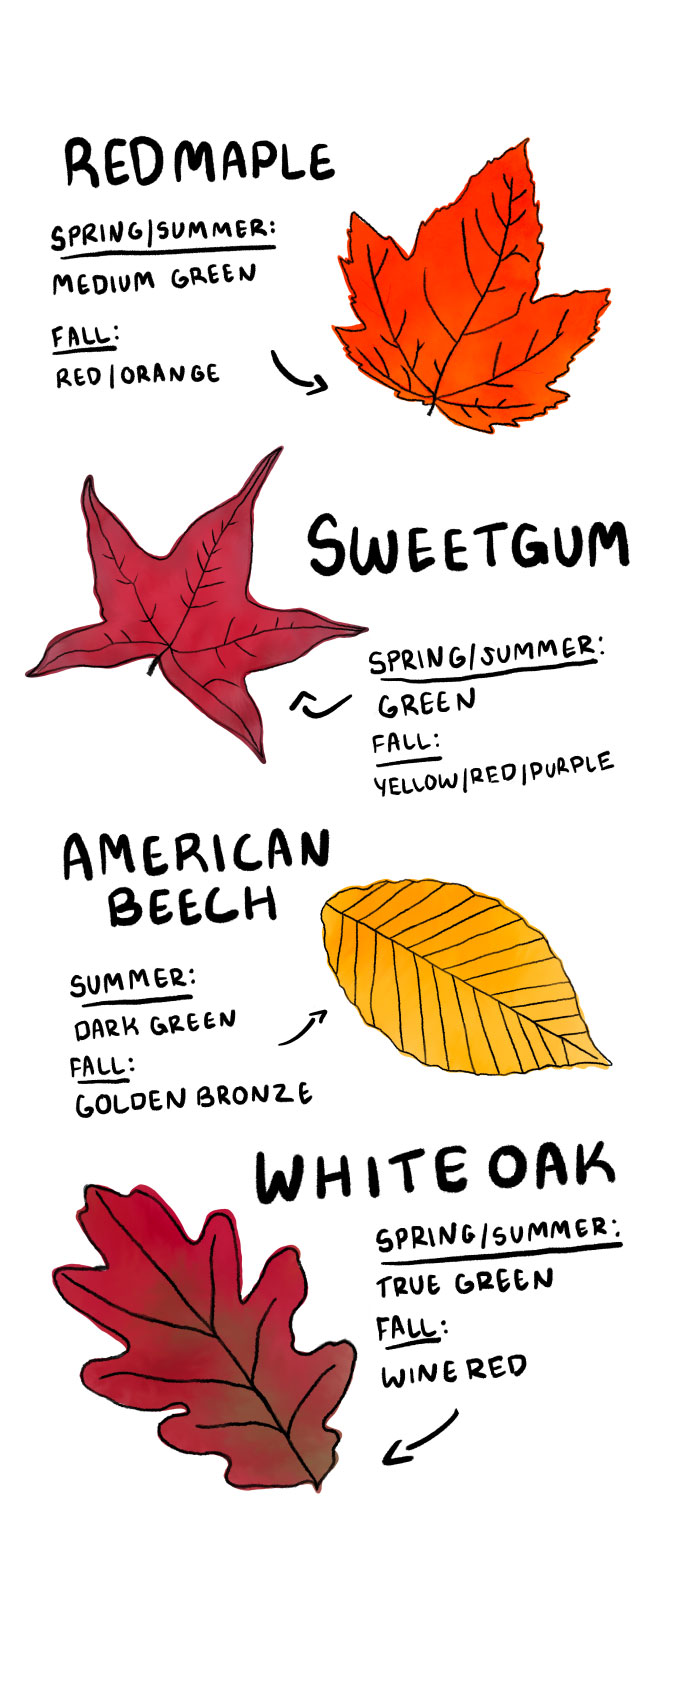 RED MAPLE
SPRING/SUMMER:
MEDIUM GREEN
FALL:
RED/ORANGE
SWEETGUM
SPRING/SUMMER:
GREEN
FALL:
YELLOW/RED/PURPLE
AMERICAN
BEECH
SUMMER:
DARK GREEN
FALL:
GOLDEN BRONZE
WHITE OAK
SPRING/SUMMER:
TRUE GREEN
FALL:
WINE RED